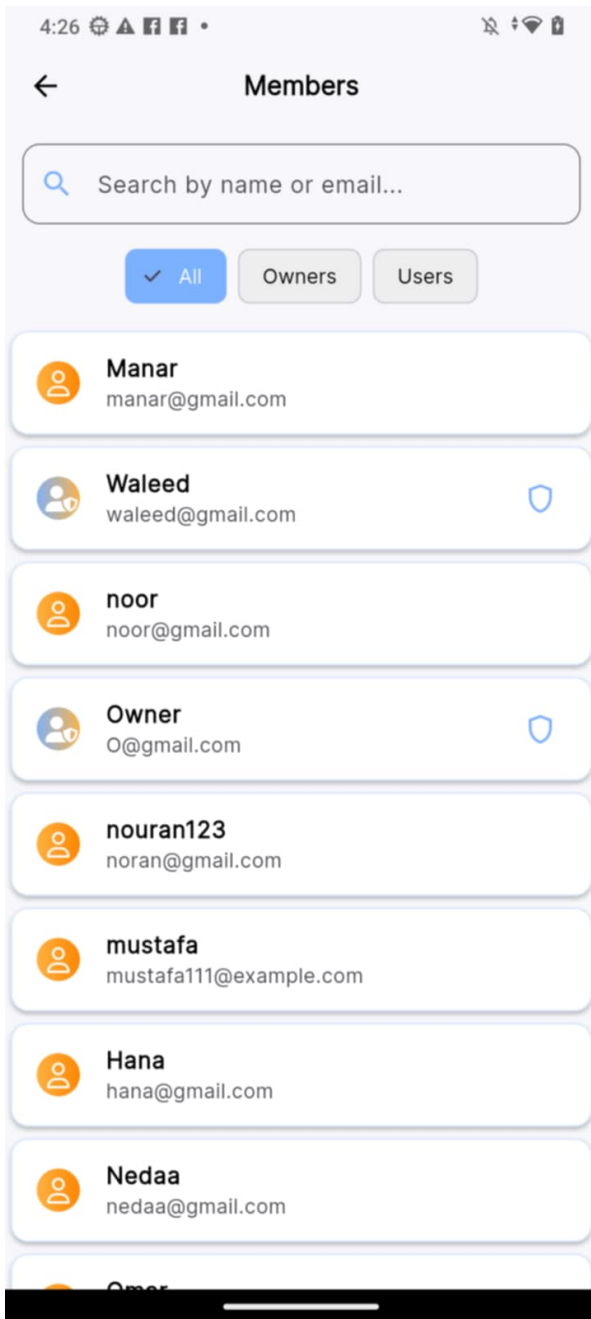 4:26
Members
Search by name or email...
All
Owners
Users
Manar
manar@gmail.com
Waleed
waleed@gmail.com
noor
noor@gmail.com
Owner
O@gmail.com
nouran123
noran@gmail.com
mustafa
mustafa111@example.com
Hana
hana@gmail.com
Nedaa
nedaa@gmail.com